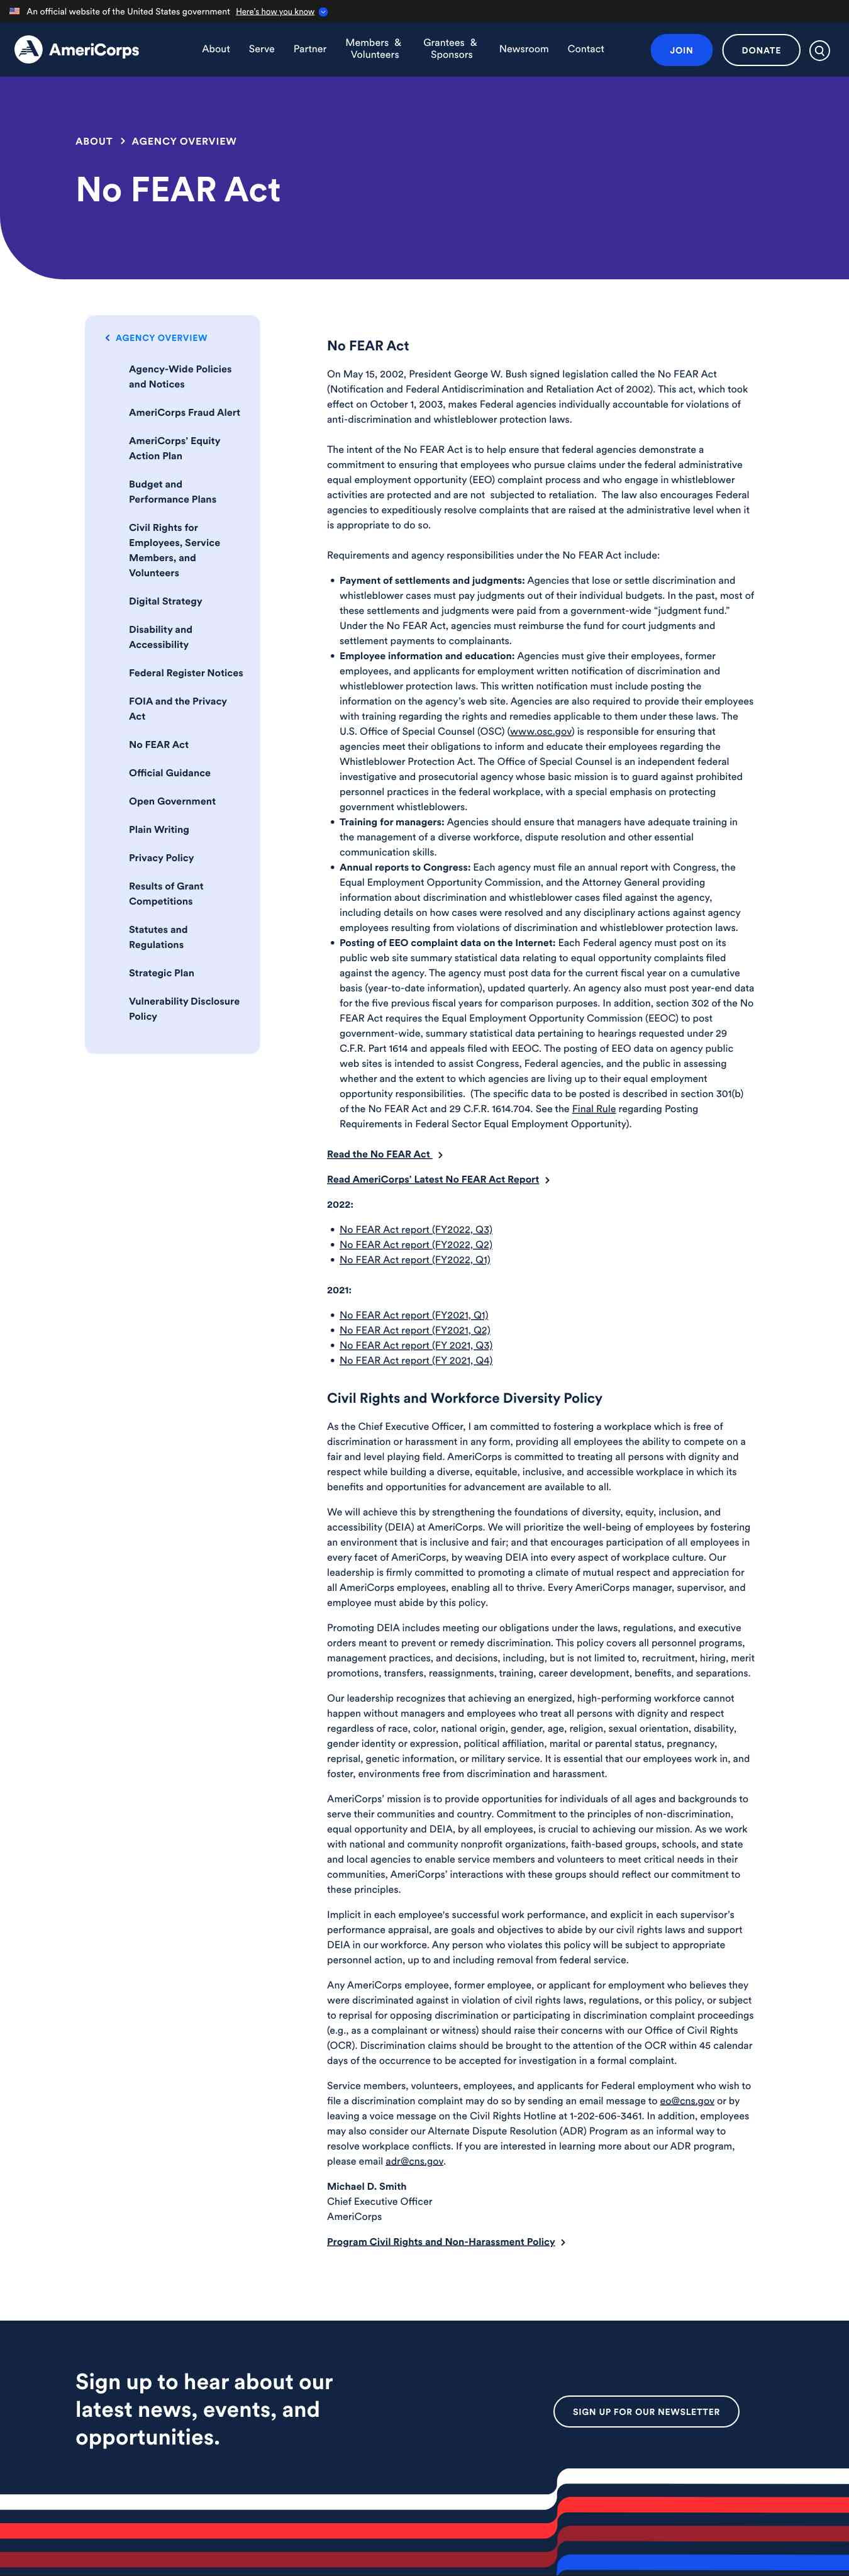 An official website of the United States government Here's how you know
AmeriCorps
About
Serve
Partner
Members &
Volunteers
Grantees &
Sponsors
Newsroom
Contact
JOIN
DONATE
ABOUT > AGENCY OVERVIEW
No FEAR Act
< AGENCY OVERVIEW
Agency-Wide Policies
and Notices
AmeriCorps Fraud Alert
AmeriCorps' Equity
Action Plan
Budget and
Performance Plans
Civil Rights for
Employees, Service
Members, and
Volunteers
Digital Strategy
Disability and
Accessibility
Federal Register Notices
FOIA and the Privacy
Act
No FEAR Act
Official Guidance
Open Government
Plain Writing
Privacy Policy
Results of Grant
Competitions
Statutes and
Regulations
Strategic Plan
Vulnerability Disclosure
Policy
No FEAR Act
On May 15, 2002, President George W. Bush signed legislation called the No FEAR Act
(Notification and Federal Antidiscrimination and Retaliation Act of 2002). This act, which took
effect on October 1, 2003, makes Federal agencies individually accountable for violations of
anti-discrimination and whistleblower protection laws.
The intent of the No FEAR Act is to help ensure that federal agencies demonstrate a
commitment to ensuring that employees who pursue claims under the federal administrative
equal employment opportunity (EEO) complaint process and who engage in whistleblower
activities are protected and are not  subjected to retaliation.  The law also encourages Federal
agencies to expeditiously resolve complaints that are raised at the administrative level when it
is appropriate to do so.
Requirements and agency responsibilities under the No FEAR Act include:
• Payment of settlements and judgments: Agencies that lose or settle discrimination and
whistleblower cases must pay judgments out of their individual budgets. In the past, most of
these settlements and judgments were paid from a government-wide “judgment fund.”
Under the No FEAR Act, agencies must reimburse the fund for court judgments and
settlement payments to complainants.
• Employee information and education: Agencies must give their employees, former
employees, and applicants for employment written notification of discrimination and
whistleblower protection laws. This written notification must include posting the
information on the agency's web site. Agencies are also required to provide their employees
with training regarding the rights and remedies applicable to them under these laws. The
U.S. Office of Special Counsel (OSC) (www.osc.gov) is responsible for ensuring that
agencies meet their obligations to inform and educate their employees regarding the
Whistleblower Protection Act. The Office of Special Counsel is an independent federal
investigative and prosecutorial agency whose basic mission is to guard against prohibited
personnel practices in the federal workplace, with a special emphasis on protecting
government whistleblowers.
• Training for managers: Agencies should ensure that managers have adequate training in
the management of a diverse workforce, dispute resolution and other essential
communication skills.
• Annual reports to Congress: Each agency must file an annual report with Congress, the
Equal Employment Opportunity Commission, and the Attorney General providing
information about discrimination and whistleblower cases filed against the agency,
including details on how cases were resolved and any disciplinary actions against agency
employees resulting from violations of discrimination and whistleblower protection laws.
• Posting of EEO complaint data on the Internet: Each Federal agency must post on its
public web site summary statistical data relating to equal opportunity complaints filed
against the agency. The agency must post data for the current fiscal year on a cumulative
basis (year-to-date information), updated quarterly. An agency also must post year-end data
for the five previous fiscal years for comparison purposes. In addition, section 302 of the No
FEAR Act requires the Equal Employment Opportunity Commission (EEOC) to post
government-wide, summary statistical data pertaining to hearings requested under 29
C.F.R. Part 1614 and appeals filed with EEOC. The posting of EEO data on agency public
web sites is intended to assist Congress, Federal agencies, and the public in assessing
whether and the extent to which agencies are living up to their equal employment
opportunity responsibilities.  (The specific data to be posted is described in section 301(b)
of the No FEAR Act and 29 C.F.R. 1614.704. See the Final Rule regarding Posting
Requirements in Federal Sector Equal Employment Opportunity).
Read the No FEAR Act >
Read AmeriCorps' Latest No FEAR Act Report >
2022:
• No FEAR Act report (FY2022, Q3)
• No FEAR Act report (FY2022, Q2)
• No FEAR Act report (FY2022, Q1)
2021:
• No FEAR Act report (FY2021, Q1)
• No FEAR Act report (FY2021, Q2)
• No FEAR Act report (FY 2021, Q3)
• No FEAR Act report (FY 2021, Q4)
Civil Rights and Workforce Diversity Policy
As the Chief Executive Officer, I am committed to fostering a workplace which is free of
discrimination or harassment in any form, providing all employees the ability to compete on a
fair and level playing field. AmeriCorps is committed to treating all persons with dignity and
respect while building a diverse, equitable, inclusive, and accessible workplace in which its
benefits and opportunities for advancement are available to all.
We will achieve this by strengthening the foundations of diversity, equity, inclusion, and
accessibility (DEIA) at AmeriCorps. We will prioritize the well-being of employees by fostering
an environment that is inclusive and fair; and that encourages participation of all employees in
every facet of AmeriCorps, by weaving DEIA into every aspect of workplace culture. Our
leadership is firmly committed to promoting a climate of mutual respect and appreciation for
all AmeriCorps employees, enabling all to thrive. Every AmeriCorps manager, supervisor, and
employee must abide by this policy.
Promoting DEIA includes meeting our obligations under the laws, regulations, and executive
orders meant to prevent or remedy discrimination. This policy covers all personnel programs,
management practices, and decisions, including, but is not limited to, recruitment, hiring, merit
promotions, transfers, reassignments, training, career development, benefits, and separations.
Our leadership recognizes that achieving an energized, high-performing workforce cannot
happen without managers and employees who treat all persons with dignity and respect
regardless of race, color, national origin, gender, age, religion, sexual orientation, disability,
gender identity or expression, political affiliation, marital or parental status, pregnancy,
reprisal, genetic information, or military service. It is essential that our employees work in, and
foster, environments free from discrimination and harassment.
AmeriCorps' mission is to provide opportunities for individuals of all ages and backgrounds to
serve their communities and country. Commitment to the principles of non-discrimination,
equal opportunity and DEIA, by all employees, is crucial to achieving our mission. As we work
with national and community nonprofit organizations, faith-based groups, schools, and state
and local agencies to enable service members and volunteers to meet critical needs in their
communities, AmeriCorps' interactions with these groups should reflect our commitment to
these principles.
Implicit in each employee's successful work performance, and explicit in each supervisor's
performance appraisal, are goals and objectives to abide by our civil rights laws and support
DEIA in our workforce. Any person who violates this policy will be subject to appropriate
personnel action, up to and including removal from federal service.
Any AmeriCorps employee, former employee, or applicant for employment who believes they
were discriminated against in violation of civil rights laws, regulations, or this policy, or subject
to reprisal for opposing discrimination or participating in discrimination complaint proceedings
(e.g., as a complainant or witness) should raise their concerns with our Office of Civil Rights
(OCR). Discrimination claims should be brought to the attention of the OCR within 45 calendar
days of the occurrence to be accepted for investigation in a formal complaint.
Service members, volunteers, employees, and applicants for Federal employment who wish to
file a discrimination complaint may do so by sending an email message to eo@cns.gov or by
leaving a voice message on the Civil Rights Hotline at 1-202-606-3461. In addition, employees
may also consider our Alternate Dispute Resolution (ADR) Program as an informal way to
resolve workplace conflicts. If you are interested in learning more about our ADR program,
please email adr@cns.gov.
Michael D. Smith
Chief Executive Officer
AmeriCorps
Program Civil Rights and Non-Harassment Policy >
Sign up to hear about our
latest news, events, and
opportunities.
SIGN UP FOR OUR NEWSLETTER